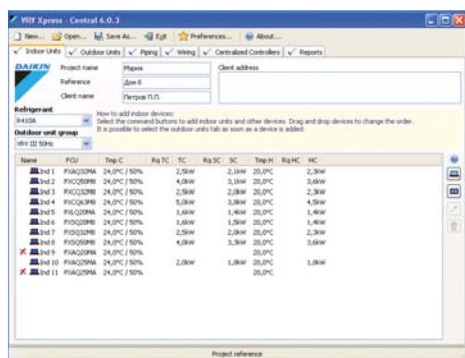 VRV Xpress - Central 6.0.3
New... Open... Save As... Exit Preferences... About...
Indoor Units Outdoor Units Piping Wiring Centralized Controllers Reports
DAIKIN
Project name Мэрия Client address
Reference Дом 8
Client name Петров П.П.
Refrigerant
R410A
Outdoor unit group
VRV III 50Hz
How to add indoor devices:
Select the command buttons to add indoor units and other devices. Drag and drop devices to change the order.
It is possible to select the outdoor units tab as soon as a device is added.
Name FCU Tmp C Rq TC TC Rq SC SC Tmp H Rq HC HC
Ind 1 FXAQ20MA 24,0°C / 50% 2,5kW 2,1kW 20,0°C 2,3kW
Ind 2 FXCQ50M8 24,0°C / 50% 4,0kW 3,1kW 20,0°C 3,6kW
Ind 3 FXCQ32M8 24,0°C / 50% 2,5kW 2,0kW 20,0°C 2,3kW
Ind 4 FXCQ63M8 24,0°C / 50% 5,0kW 3,8kW 20,0°C 4,5kW
Ind 5 FXLQ20MA 24,0°C / 50% 1,6kW 1,4kW 20,0°C 1,4kW
Ind 6 FXSQ20M8 24,0°C / 50% 1,6kW 1,5kW 20,0°C 1,4kW
Ind 7 FXSQ32M8 24,0°C / 50% 2,5kW 2,0kW 20,0°C 2,3kW
Ind 8 FXSQ50M8 24,0°C / 50% 4,0kW 3,3kW 20,0°C 3,6kW
Ind 9 FXAQ20MA 24,0°C / 50% 20,0°C
Ind 10 FXAQ25MA 24,0°C / 50% 2,0kW 1,8kW 20,0°C 1,8kW
Ind 11 FXAQ25MA 24,0°C / 50% 20,0°C
Project reference